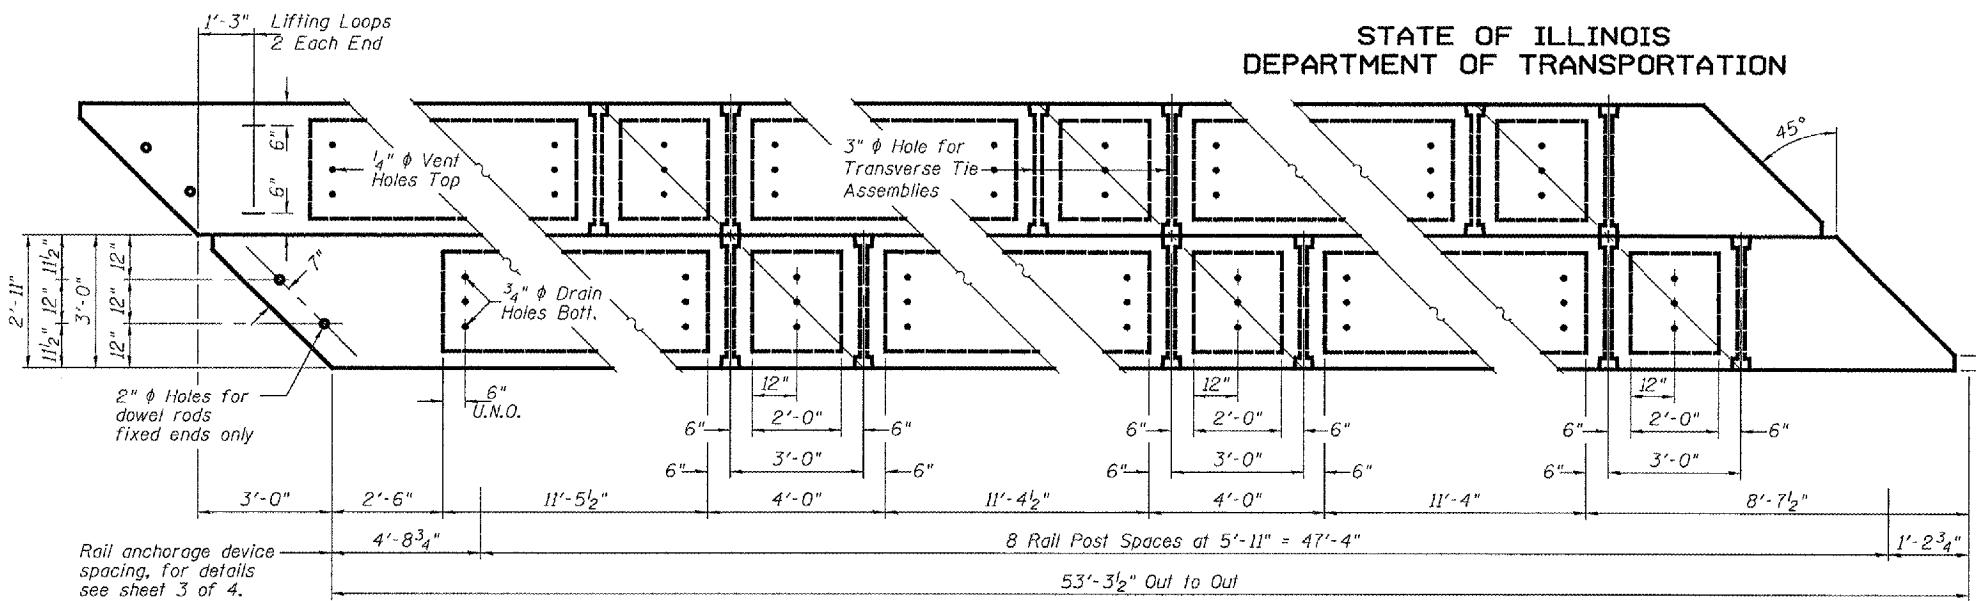 STATE OF ILLINOIS
DEPARTMENT OF TRANSPORTATION
1'-3" Lifting Loops
2 Each End
45°
6"
6"
1/4" ϕ Vent
Holes Top
3" ϕ Hole for
Transverse Tie
Assemblies
2'-11"
11 1/2"
12"
11 1/2"
3'-0"
12"
12"
12"
7"
3/4" ϕ Drain
Holes Bott.
2" ϕ Holes for
dowel rods
fixed ends only
6"
U.N.O.
12"
12"
12"
2'-0"
2'-0"
2'-0"
6"
6"
6"
6"
6"
6"
3'-0"
3'-0"
3'-0"
6"
6"
6"
6"
6"
3'-0"
2'-6"
11'-5 1/2"
4'-0"
11'-4 1/2"
4'-0"
11'-4"
8'-7 1/2"
Rail anchorage device
spacing, for details
see sheet 3 of 4.
4'-8 3/4"
8 Rail Post Spaces at 5'-11" = 47'-4"
1'-2 3/4"
53'-3 1/2" Out to Out